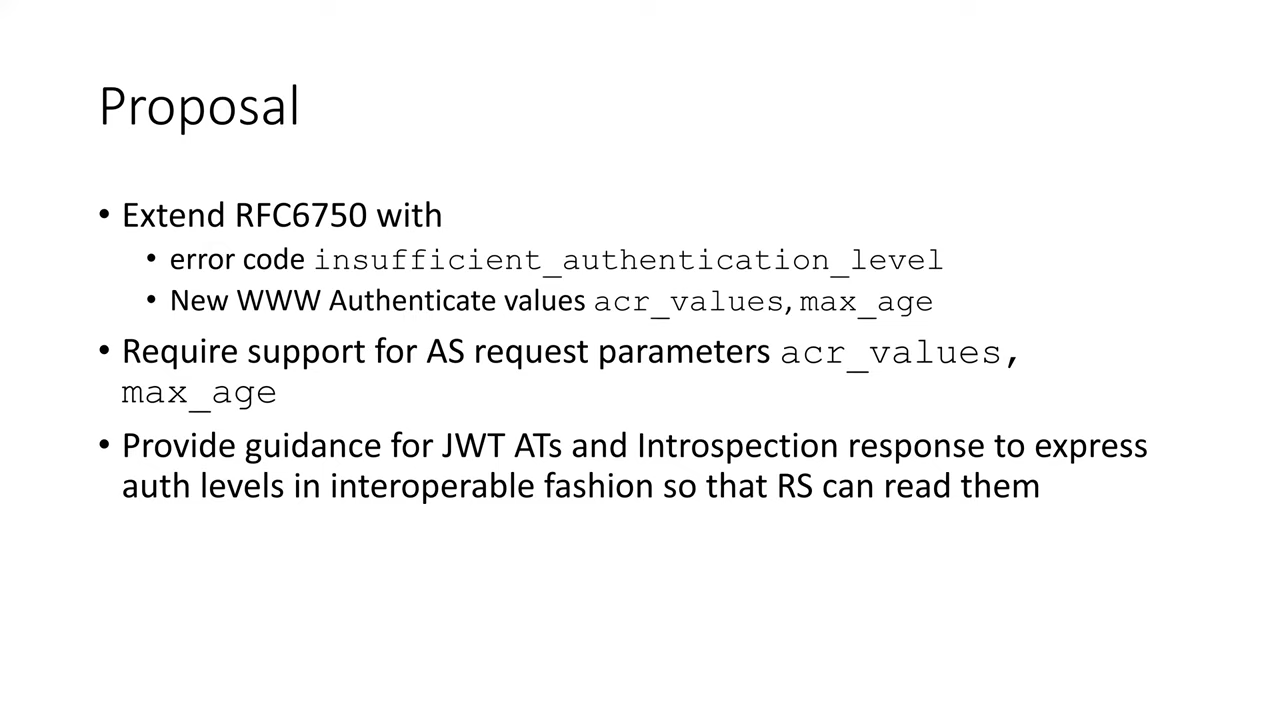 Proposal
• Extend RFC6750 with
• error code insufficient_authentication_level
• New WWW Authenticate values acr_values, max_age
• Require support for AS request parameters acr_values,
max_age
• Provide guidance for JWT ATs and Introspection response to express
auth levels in interoperable fashion so that RS can read them